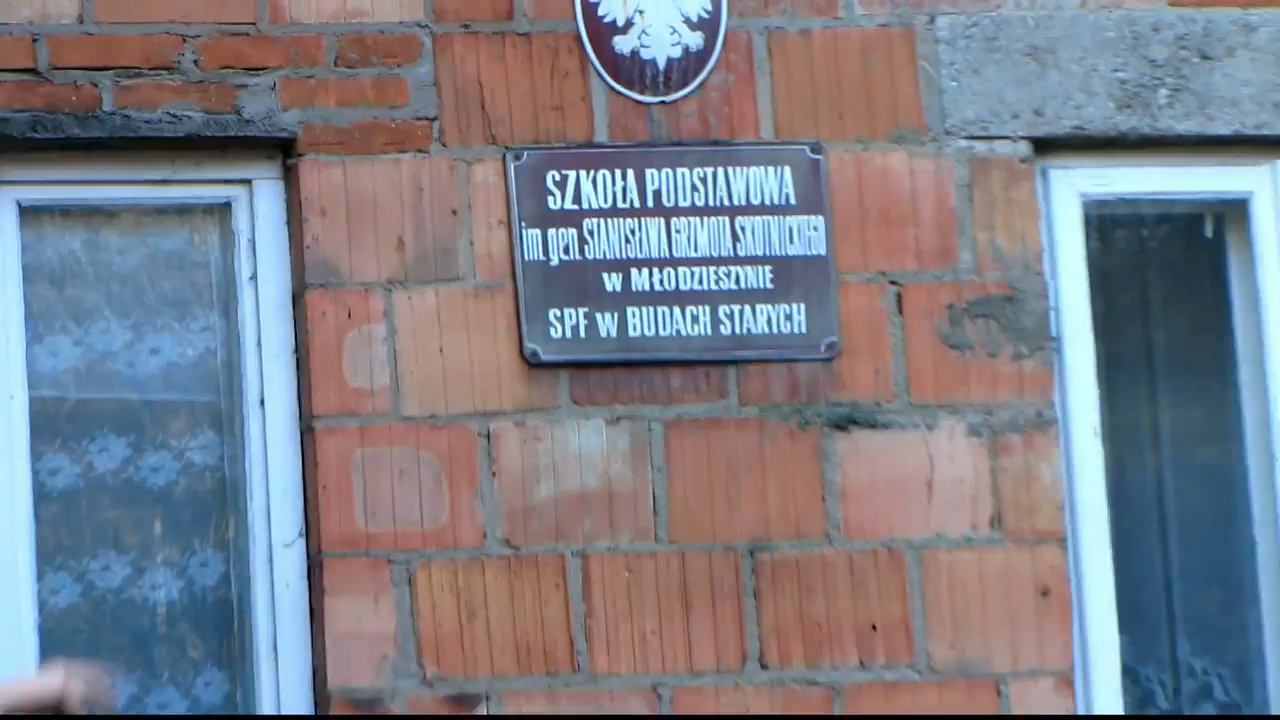 SZKOŁA PODSTAWOWA
im. gen. STANISŁAWA GRZMOTA SKOTNICKIEGO
w MŁODZIESZYNIE
SPF w BUDACH STARYCH